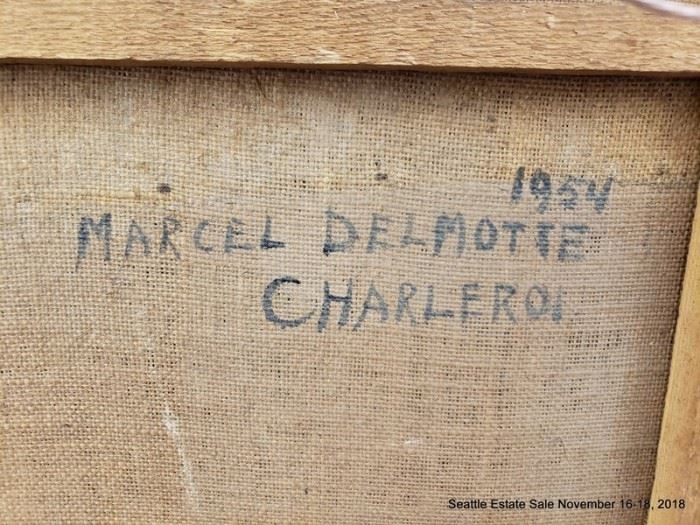 1954
MARCEL DELMOTTE
CHARLEROI
Seattle Estate Sale November 16-18, 2018